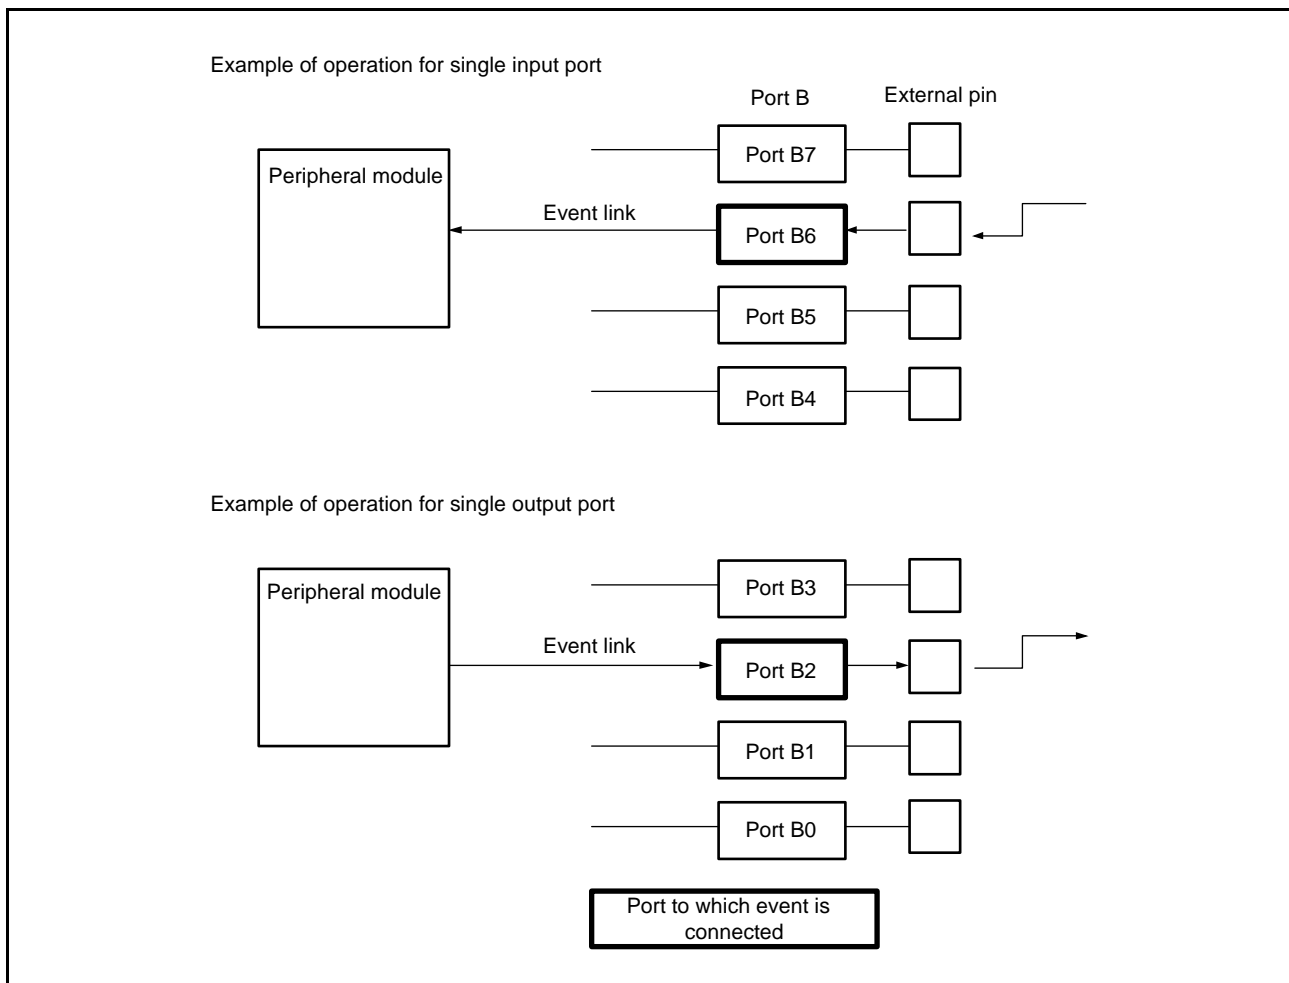 Example of operation for single input port
Port B
External pin
Peripheral module
Port B7
Event link
Port B6
Port B5
Port B4
Example of operation for single output port
Peripheral module
Port B3
Event link
Port B2
Port B1
Port B0
Port to which event is
connected